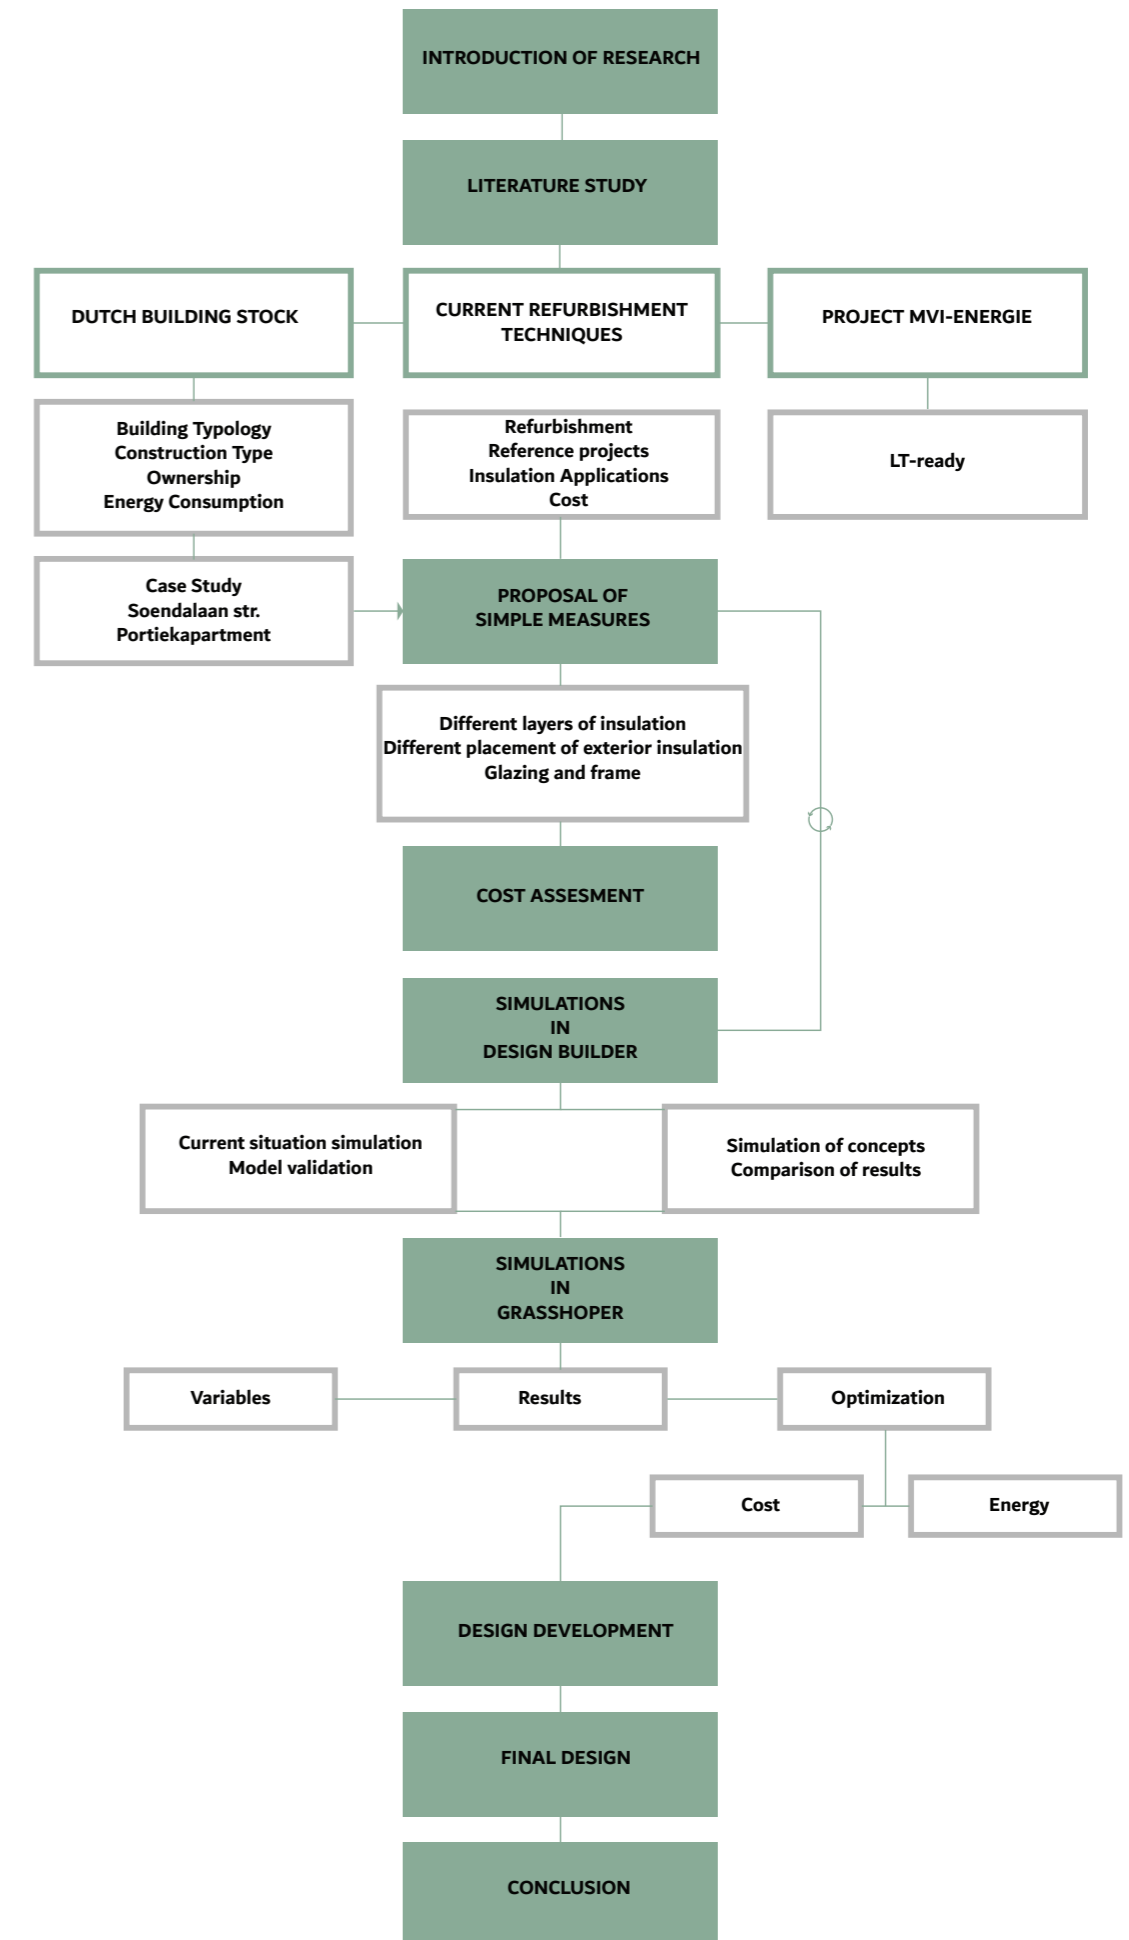 INTRODUCTION OF RESEARCH
LITERATURE STUDY
DUTCH BUILDING STOCK
CURRENT REFURBISHMENT
TECHNIQUES
PROJECT MVI-ENERGIE
Building Typology
Construction Type
Ownership
Energy Consumption
Refurbishment
Reference projects
Insulation Applications
Cost
LT-ready
Case Study
Soendalaan str.
Portiekapartment
PROPOSAL OF
SIMPLE MEASURES
Different layers of insulation
Different placement of exterior insulation
Glazing and frame
COST ASSESMENT
SIMULATIONS
IN
DESIGN BUILDER
Current situation simulation
Model validation
Simulation of concepts
Comparison of results
SIMULATIONS
IN
GRASSHOPER
Variables
Results
Optimization
Cost
Energy
DESIGN DEVELOPMENT
FINAL DESIGN
CONCLUSION